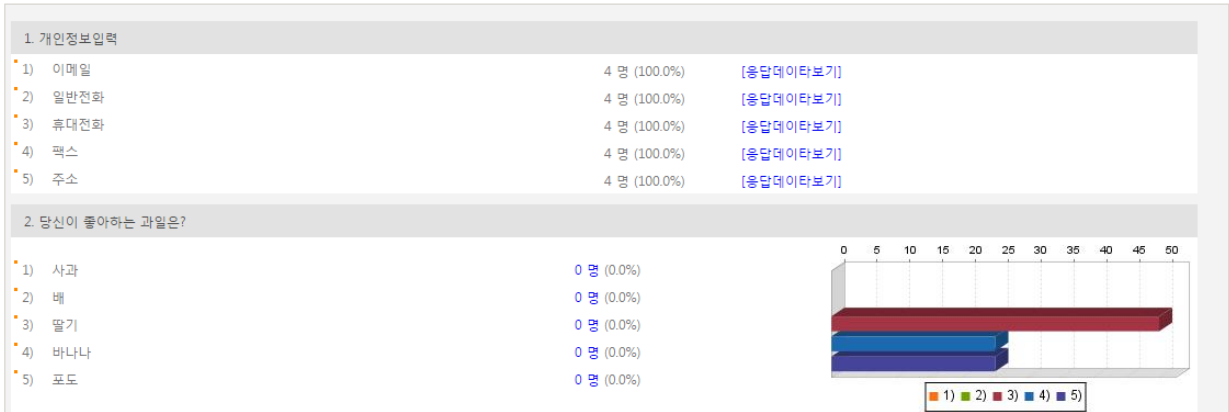 1. 개인정보입력
1) 이메일 4 명 (100.0%) [응답데이타보기]
2) 일반전화 4 명 (100.0%) [응답데이타보기]
3) 휴대전화 4 명 (100.0%) [응답데이타보기]
4) 팩스 4 명 (100.0%) [응답데이타보기]
5) 주소 4 명 (100.0%) [응답데이타보기]
2. 당신이 좋아하는 과일은?
0 5 10 15 20 25 30 35 40 45 50
1) 사과 0 명 (0.0%)
2) 배 0 명 (0.0%)
3) 딸기 0 명 (0.0%)
4) 바나나 0 명 (0.0%)
5) 포도 0 명 (0.0%)
1) 2) 3) 4) 5)